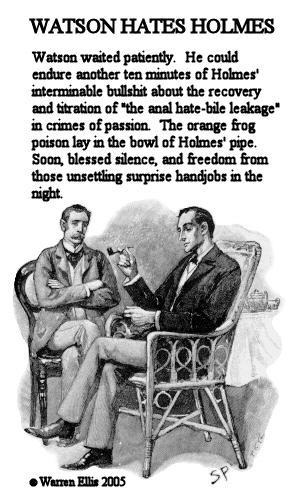 WATSON HATES HOLMES
Watson waited patiently.  He could
endure another ten minutes of Holmes'
interminable bullshit about the recovery
and titration of "the anal hate-bile leakage"
in crimes of passion.  The orange frog
poison lay in the bowl of Holmes' pipe.
Soon, blessed silence, and freedom from
those unsettling surprise handjobs in the
night.
SP
● Warren Ellis 2005